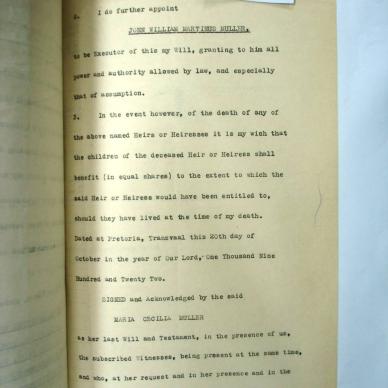 2. I do further appoint
JOHN WILLIAM MARTINUS MULLER,
to be Executor of this my Will, granting to him all
power and authority allowed by law, and especially
that of assumption.
3. In the event however, of the death of any of
the above named Heirs or Heiresses it is my wish that
the children of the deceased Heir or Heiress shall
benefit (in equal shares) to the extent to which the
said Heir or Heiress would have been entitled to,
should they have lived at the time of my death.
Dated at Pretoria, Transvaal this 20th day of
October in the year of Our Lord, One Thousand Nine
Hundred and Twenty Two.
SIGNED and Acknowledged by the said
MARIA CECILIA MULLER
as her last Will and Testament, in the presence of us,
the subscribed Witnesses, being present at the same time,
and who, at her request and in her presence and in the